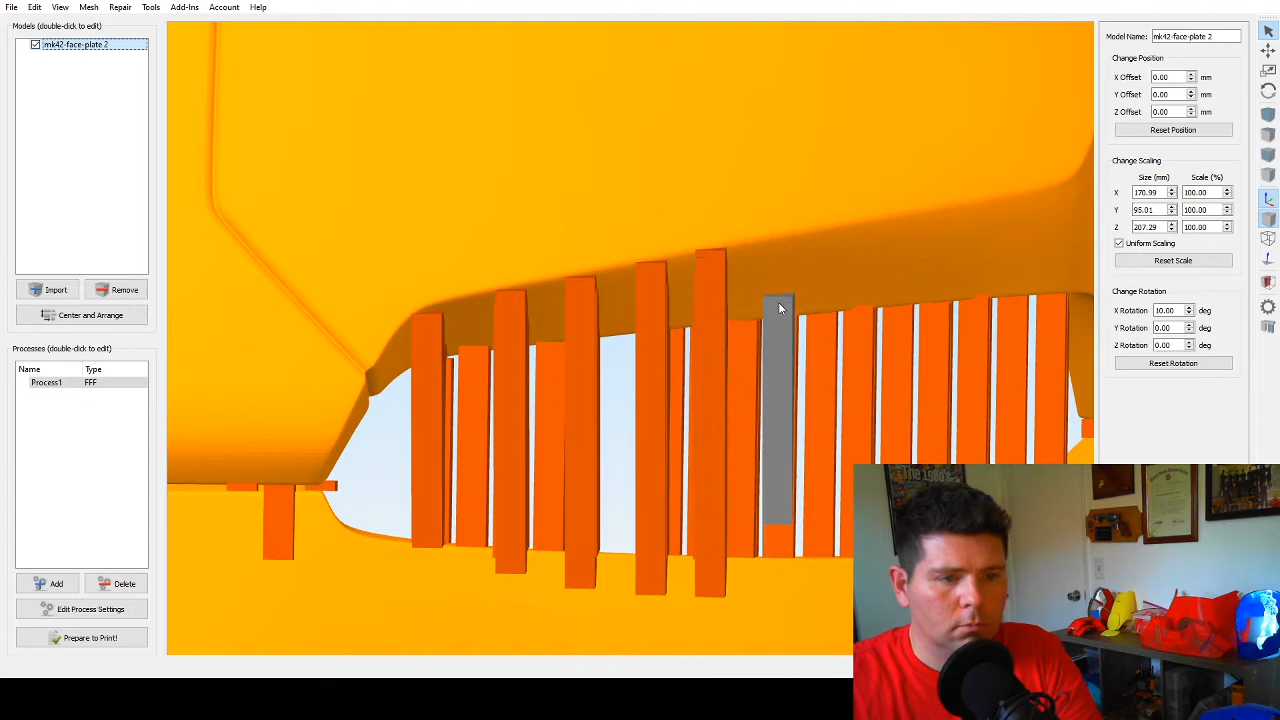 File Edit View Mesh Repair Tools Add-Ins Account Help
Models (double-click to edit)
mk42-face-plate 2
Import Remove
Center and Arrange
Processes (double-click to edit)
Name Type
Process1 FFF
Add Delete
Edit Process Settings
Prepare to Print!
Model Name: mk42-face-plate 2
Change Position
X Offset 0.00 mm
Y Offset 0.00 mm
Z Offset 0.00 mm
Reset Position
Change Scaling
Size (mm) Scale (%)
X 170.99 100.00
Y 95.01 100.00
Z 207.29 100.00
Uniform Scaling
Reset Scale
Change Rotation
X Rotation 10.00 deg
Y Rotation 0.00 deg
Z Rotation 0.00 deg
Reset Rotation